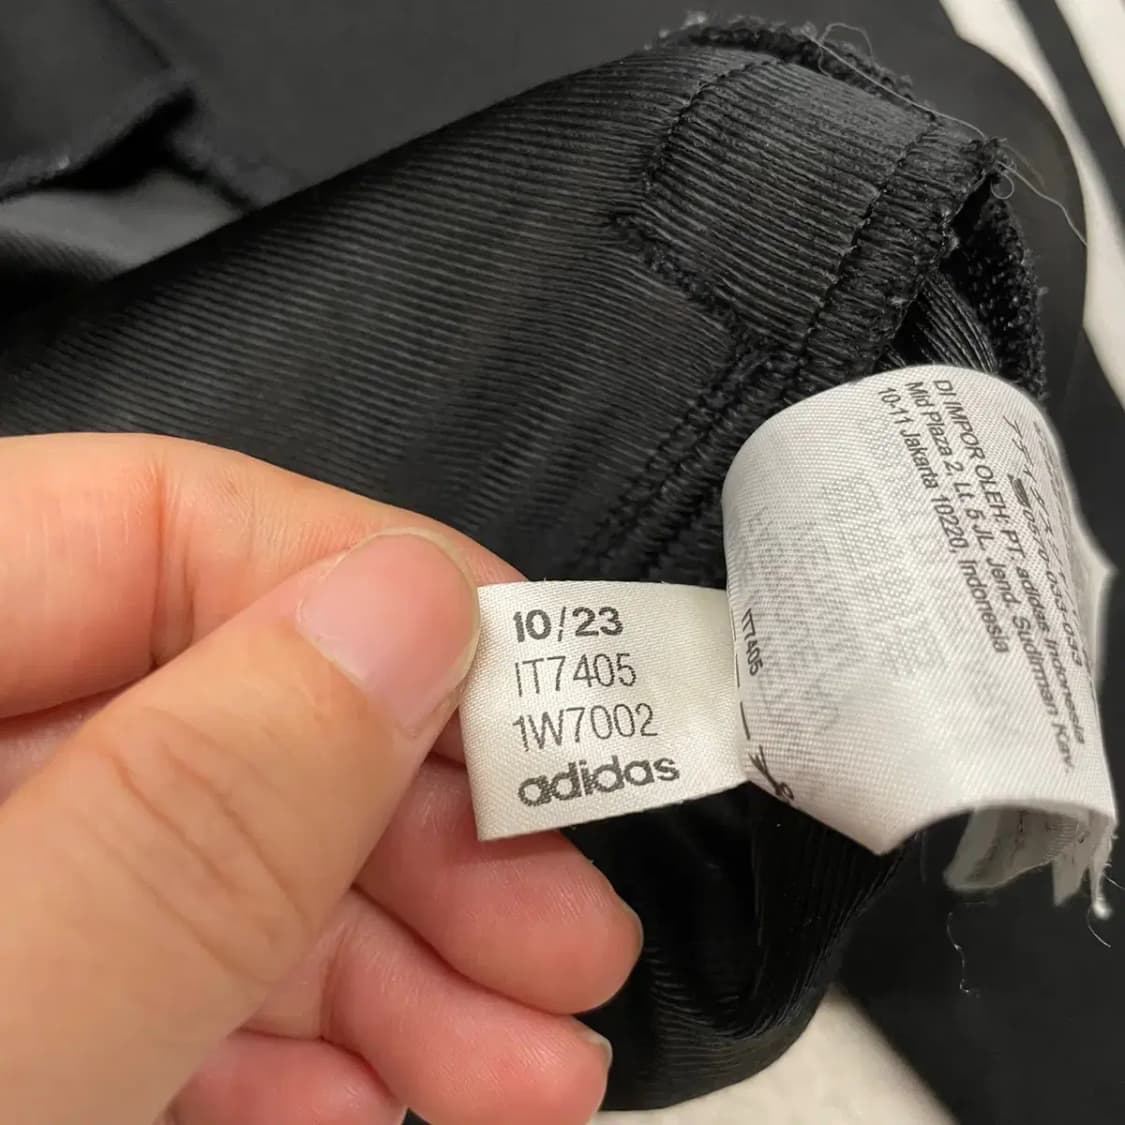 10/23
IT7405
1W7002
adidas
IT7405
DI IMPOR OLEH: PT. adidas Indonesia
Mid Plaza 2 Lt. 5 JL. Jend. Sudirman Kav.
10-11 Jakarta 10220, Indonesia